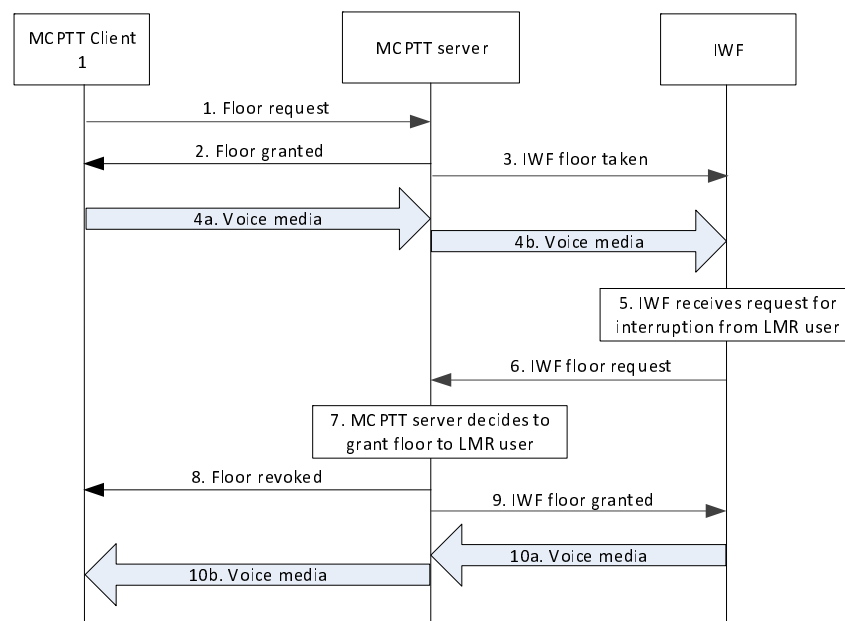 MCPTT Client
1
MCPTT server
IWF
1. Floor request
2. Floor granted
3. IWF floor taken
4a. Voice media
4b. Voice media
5. IWF receives request for
interruption from LMR user
6. IWF floor request
7. MCPTT server decides to
grant floor to LMR user
8. Floor revoked
9. IWF floor granted
10a. Voice media
10b. Voice media